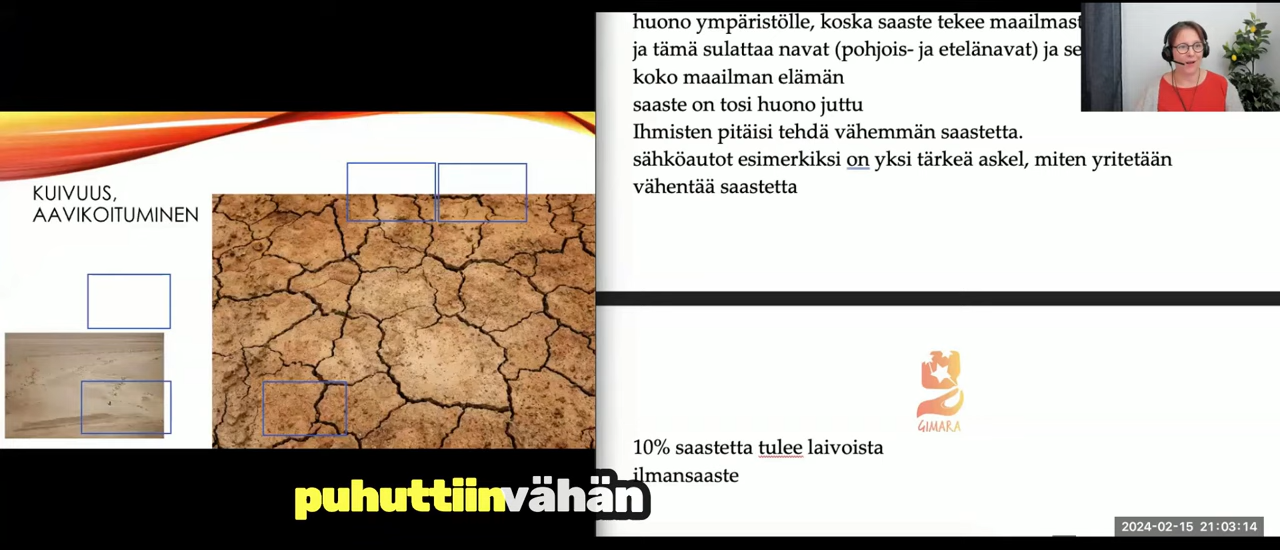 KUIVUUS,
AAVIKOITUMINEN
huono ympäristölle, koska saaste tekee
ja tämä sulattaa navat (pohjois- ja etelänavat) ja
koko maailman elämän
saaste on tosi huono juttu
Ihmisten pitäisi tehdä vähemmän saastetta.
sähköautot esimerkiksi on yksi tärkeä askel, miten yritetään
vähentää saastetta
GIMARA
10% saastetta tulee laivoista
ilmansaaste
puhuttiin vähän
2024-02-15 21:03:14